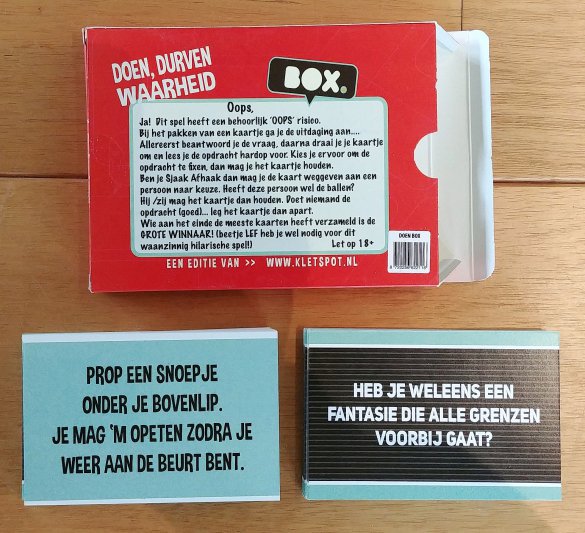 DOEN, DURVEN
WAARHEID
BOX.
Oops,
Ja! Dit spel heeft een behoorlijk 'OOPS' risico.
Bij het pakken van een kaartje ga je de uitdaging aan....
Allereerst beantwoord je de vraag, daarna draai je je kaartje
om en lees je de opdracht hardop voor. Kies je ervoor om de
opdracht te fixen, dan mag je het kaartje houden.
Ben je Sjaak Afhaak dan mag je de kaart weggeven aan een
persoon naar keuze. Heeft deze persoon wel de ballen?
Hij /zij mag het kaartje dan houden. Doet niemand de
opdracht (goed)... leg het kaartje dan apart.
Wie aan het einde de meeste kaarten heeft verzameld is de
GROTE WINNAAR! (beetje LEF heb je wel nodig voor dit
waanzinnig hilarische spel!)
Let op 18+
DOEN BOX
EEN EDITIE VAN >> WWW.KLETSPOT.NL
PROP EEN SNOEPJE
ONDER JE BOVENLIP.
JE MAG 'M OPETEN ZODRA JE
WEER AAN DE BEURT BENT.
HEB JE WELEENS EEN
FANTASIE DIE ALLE GRENZEN
VOORBIJ GAAT?